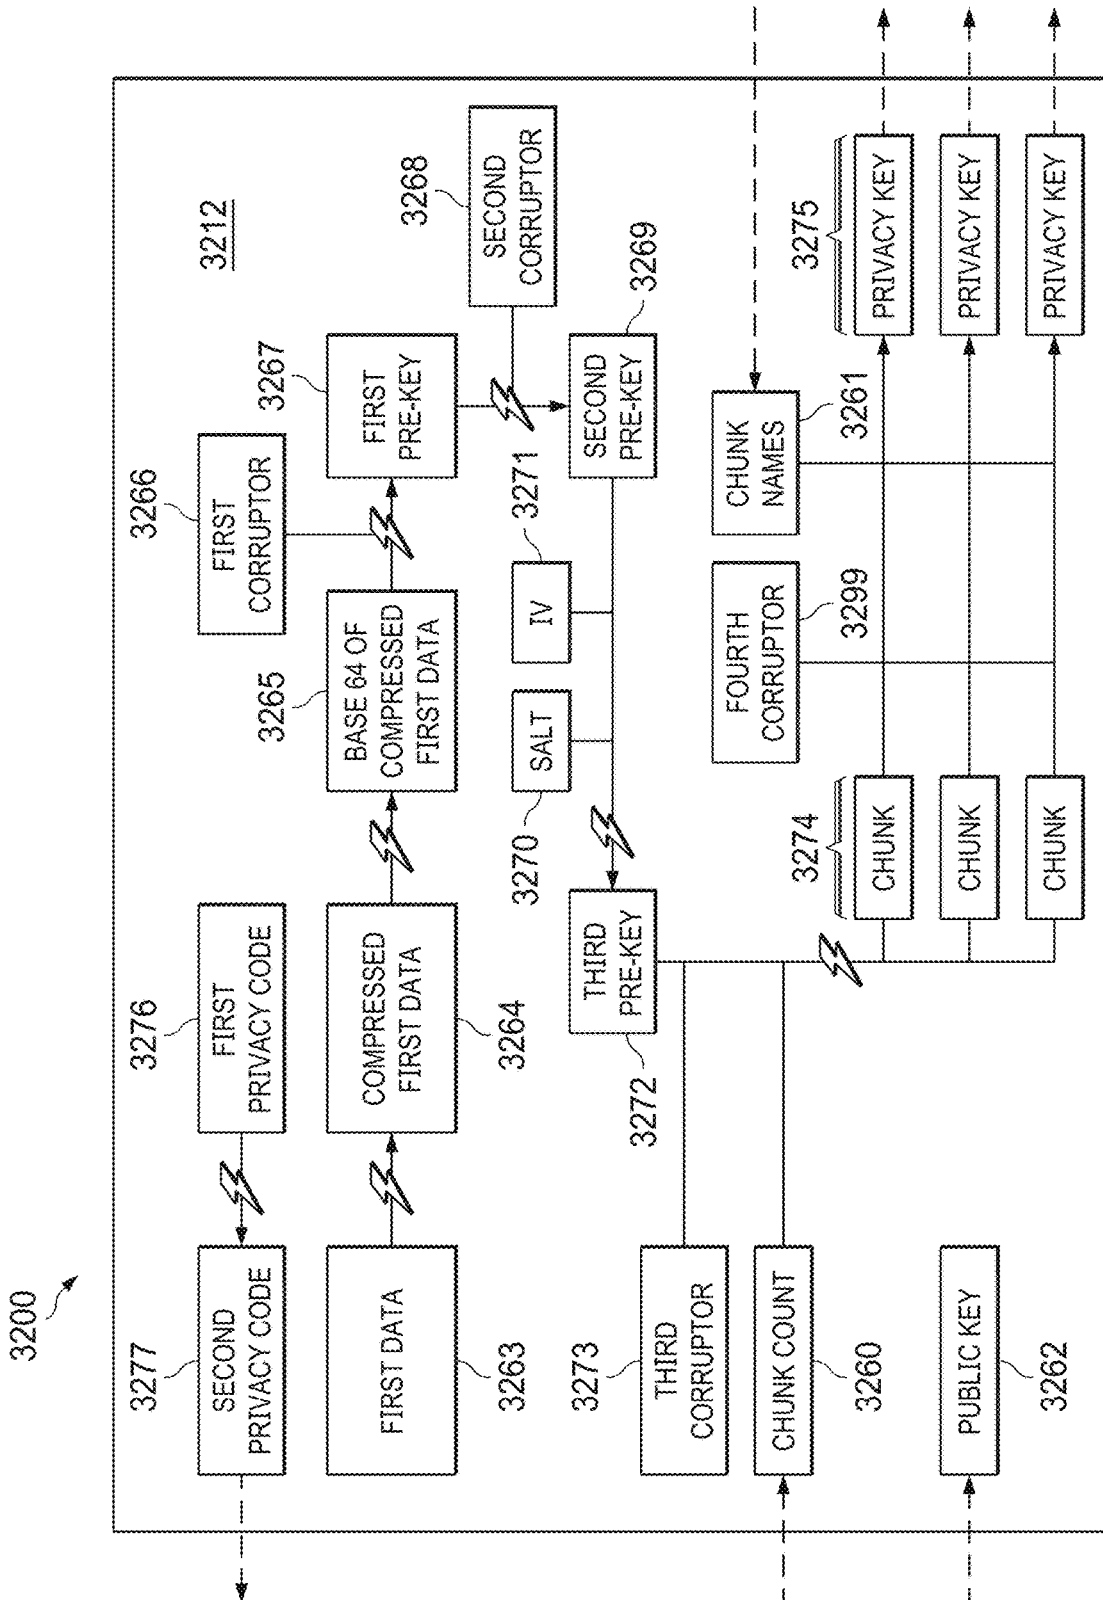 3200
3212
3277
SECOND
PRIVACY CODE
3276
FIRST
PRIVACY CODE
3266
FIRST
CORRUPTOR
FIRST DATA
3263
COMPRESSED
FIRST DATA
3264
3265
BASE 64 OF
COMPRESSED
FIRST DATA
3267
FIRST
PRE-KEY
3268
SECOND
CORRUPTOR
3270
SALT
3271
IV
SECOND
PRE-KEY
3269
THIRD
PRE-KEY
3272
3273
THIRD
CORRUPTOR
CHUNK COUNT
3260
FOURTH
CORRUPTOR
3299
CHUNK
NAMES
3261
PUBLIC KEY
3262
3274
CHUNK
CHUNK
CHUNK
3275
PRIVACY KEY
PRIVACY KEY
PRIVACY KEY